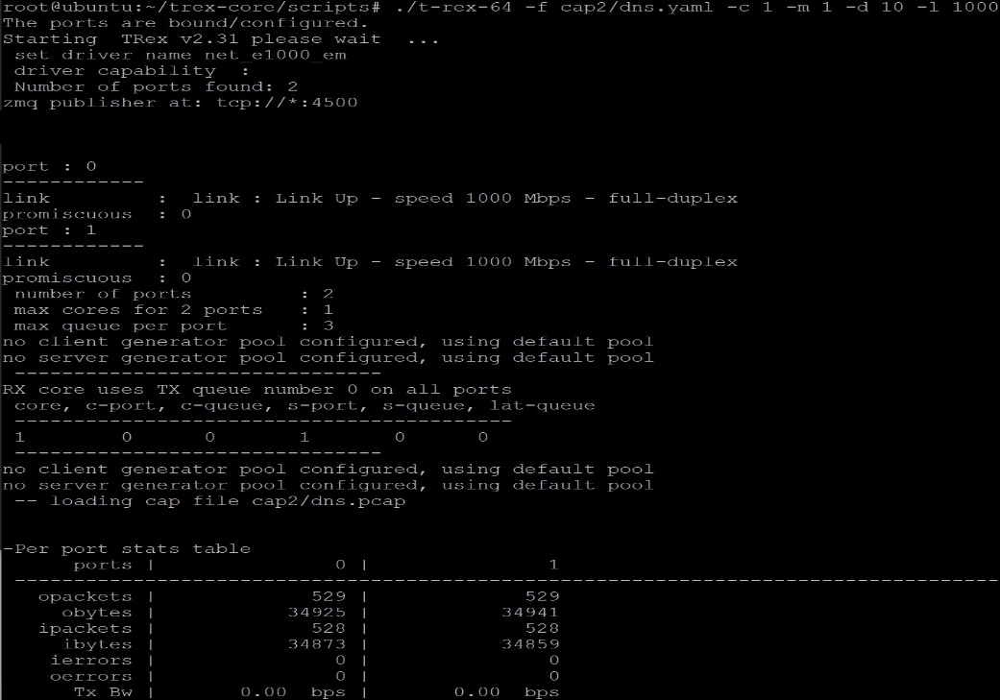 root@ubuntu:~/trex-core/scripts# ./t-rex-64 -f cap2/dns.yaml -c 1 -m 1 -d 10 -l 1000
The ports are bound/configured.
Starting  TRex v2.31 please wait  ...
 set driver name net_e1000_em
 driver capability  :
 Number of ports found: 2
zmq publisher at: tcp://*:4500
port : 0
------------
link         :  link : Link Up - speed 1000 Mbps - full-duplex
promiscuous  : 0
port : 1
------------
link         :  link : Link Up - speed 1000 Mbps - full-duplex
promiscuous  : 0
 number of ports         : 2
 max cores for 2 ports   : 1
 max queue per port      : 3
no client generator pool configured, using default pool
no server generator pool configured, using default pool
 -------------------------------
RX core uses TX queue number 0 on all ports
 core, c-port, c-queue, s-port, s-queue, lat-queue
 ------------------------------------------
 1        0      0       1       0      0
 -------------------------------
no client generator pool configured, using default pool
no server generator pool configured, using default pool
 -- loading cap file cap2/dns.pcap
-Per port stats table
      ports |               0 |               1
 -----------------------------------------------------------------------------------
   opackets |             529 |             529
     obytes |           34925 |           34941
   ipackets |             528 |             528
     ibytes |           34873 |           34859
    ierrors |               0 |               0
    oerrors |               0 |               0
      Tx Bw |       0.00  bps |       0.00  bps